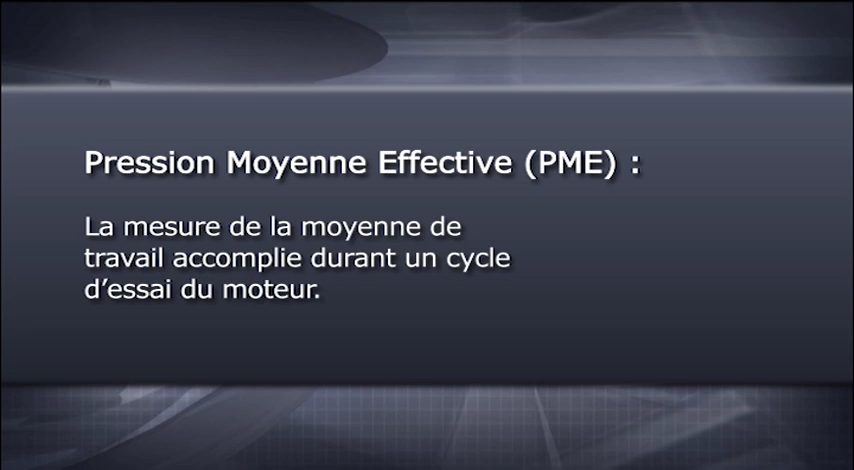 Pression Moyenne Effective (PME) :
La mesure de la moyenne de
travail accomplie durant un cycle
d’essai du moteur.